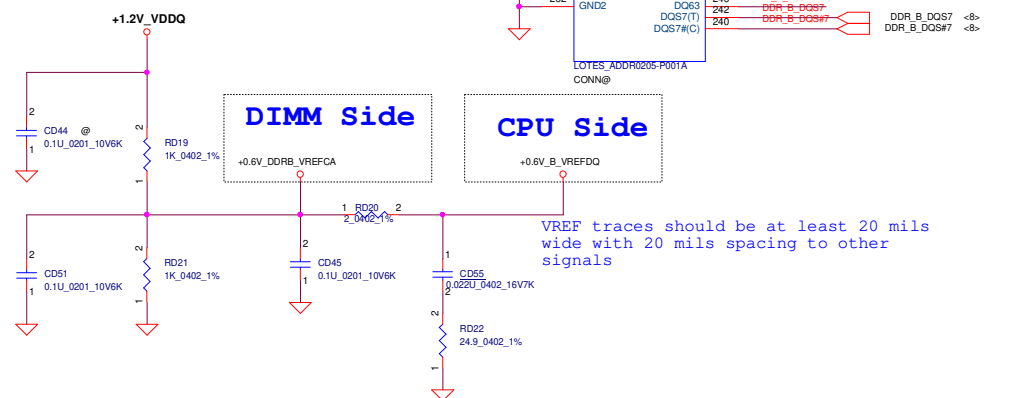 +1.2V_VDDQ
GND2
DQ63
DQS7(T)
DQS7#(C)
242
240
DDR_B_DQS7
DDR_B_DQS#7
DDR_B_DQS7 <8>
DDR_B_DQS#7 <8>
LOTES_ADDR0205-P001A
CONN@
2
CD44 @
0.1U_0201_10V6K
1
2
RD19
1K_0402_1%
1
DIMM Side
+0.6V_DDRB_VREFCA
CPU Side
+0.6V_B_VREFDQ
1 RD20 2
2_0402_1%
VREF traces should be at least 20 mils
wide with 20 mils spacing to other
signals
2
CD51
0.1U_0201_10V6K
1
2
RD21
1K_0402_1%
1
2
CD45
0.1U_0201_10V6K
1
1
CD55
0.022U_0402_16V7K
2
2
RD22
24.9_0402_1%
1